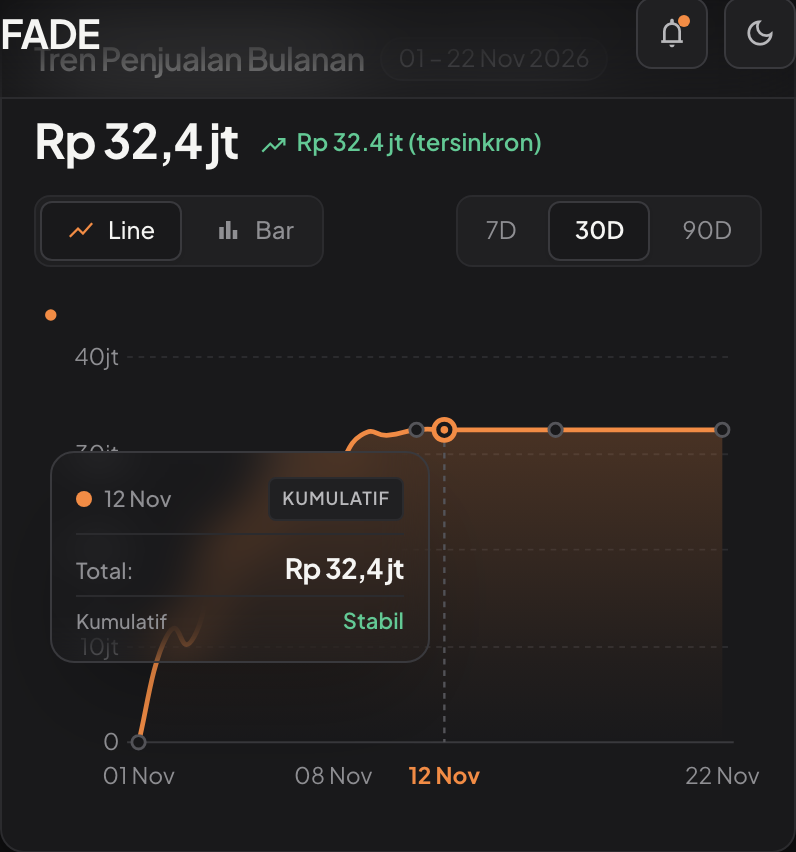 FADE
Tren Penjualan Bulanan 01 – 22 Nov 2026
Rp 32,4 jt Rp 32.4 jt (tersinkron)
Line Bar 7D 30D 90D
40jt
30jt
12 Nov KUMULATIF
Total: Rp 32,4 jt
Kumulatif Stabil
10jt
0
01 Nov 08 Nov 12 Nov 22 Nov